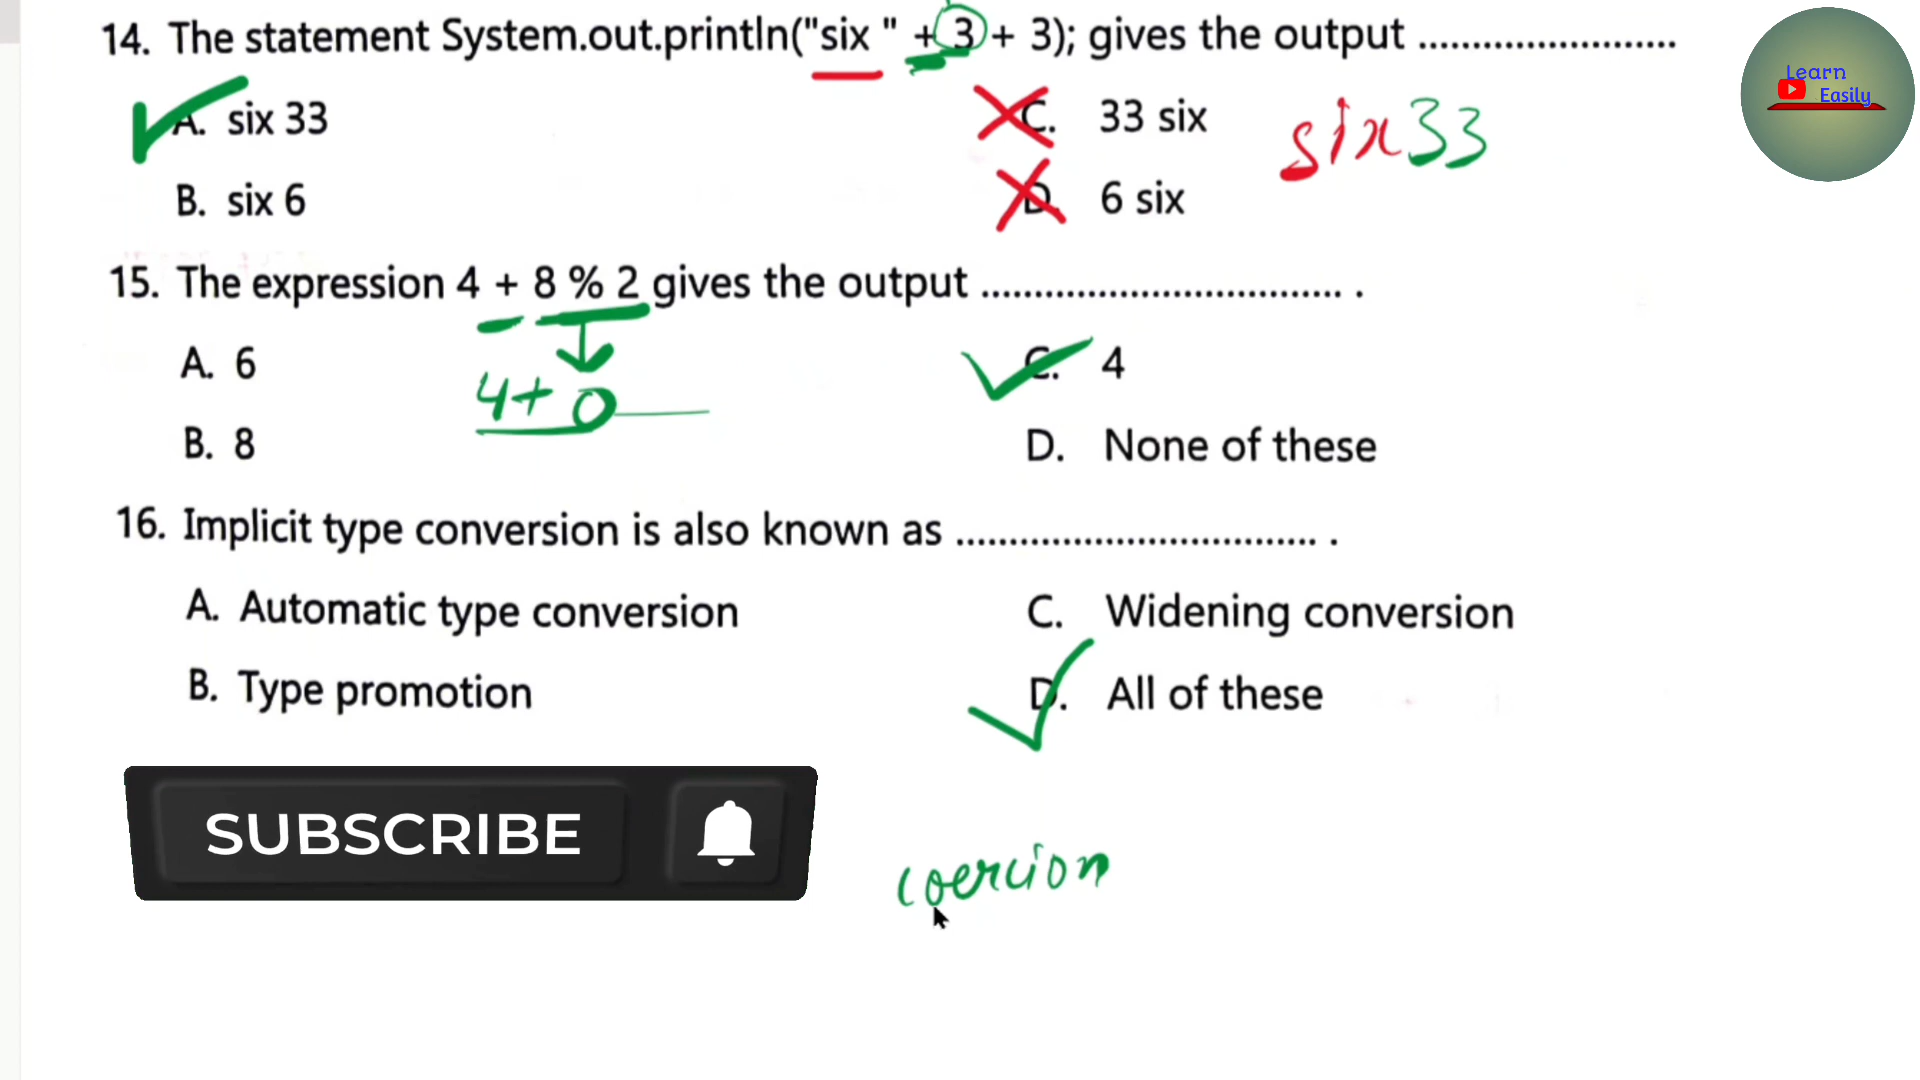 14. The statement System.out.println("six " + 3 + 3); gives the output ........................
A. six 33
C. 33 six
six 33
B. six 6
D. 6 six
15. The expression 4 + 8 % 2 gives the output .................................. .
A. 6
C. 4
4 + 0
B. 8
D. None of these
16. Implicit type conversion is also known as .................................. .
A. Automatic type conversion
C. Widening conversion
B. Type promotion
D. All of these
SUBSCRIBE
coercion
Learn
Easily